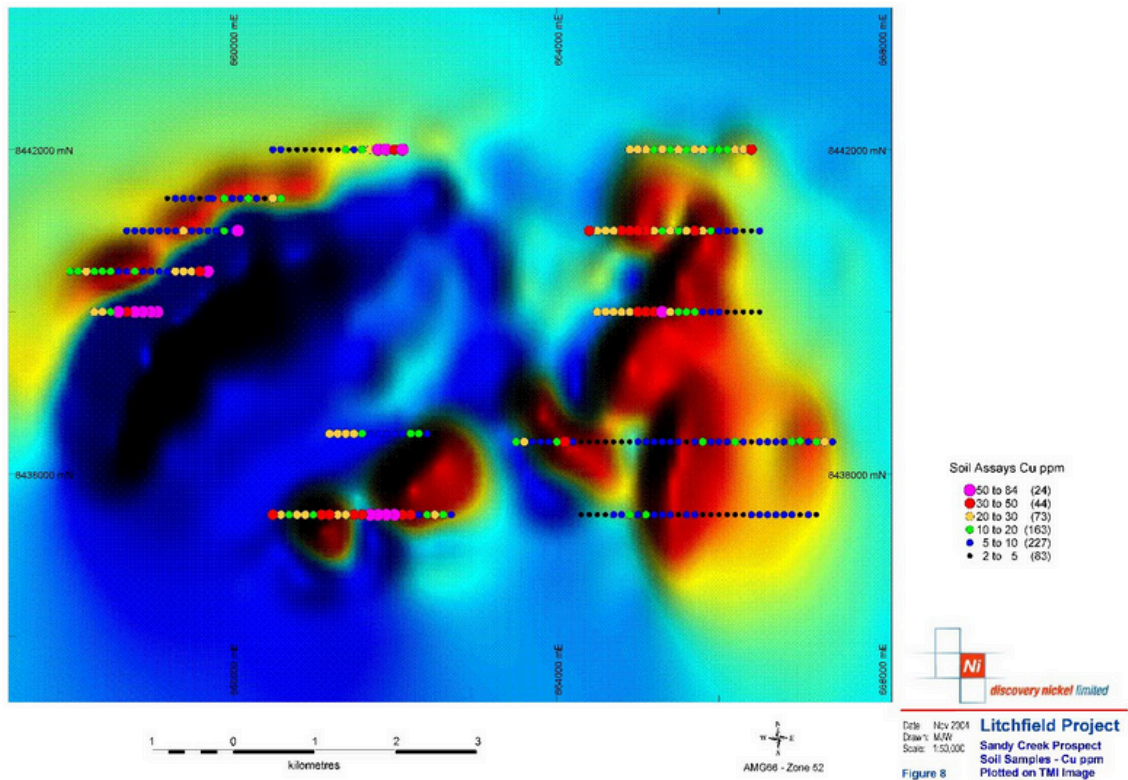 660000 mE
664000 mE
668000 mE
8442000 mN
8442000 mN
8438000 mN
8438000 mN
660000 mE
664000 mE
668000 mE
Soil Assays Cu ppm
50 to 84 (24)
30 to 50 (44)
20 to 30 (73)
10 to 20 (163)
5 to 10 (227)
2 to 5 (83)
Ni
discovery nickel limited
1 0 1 2 3
kilometres
N
W E
S
AMG66 - Zone 52
Date: Nov 2004
Drawn: MJW
Scale: 1:50,000
Figure 8
Litchfield Project
Sandy Creek Prospect
Soil Samples - Cu ppm
Plotted on TMI Image